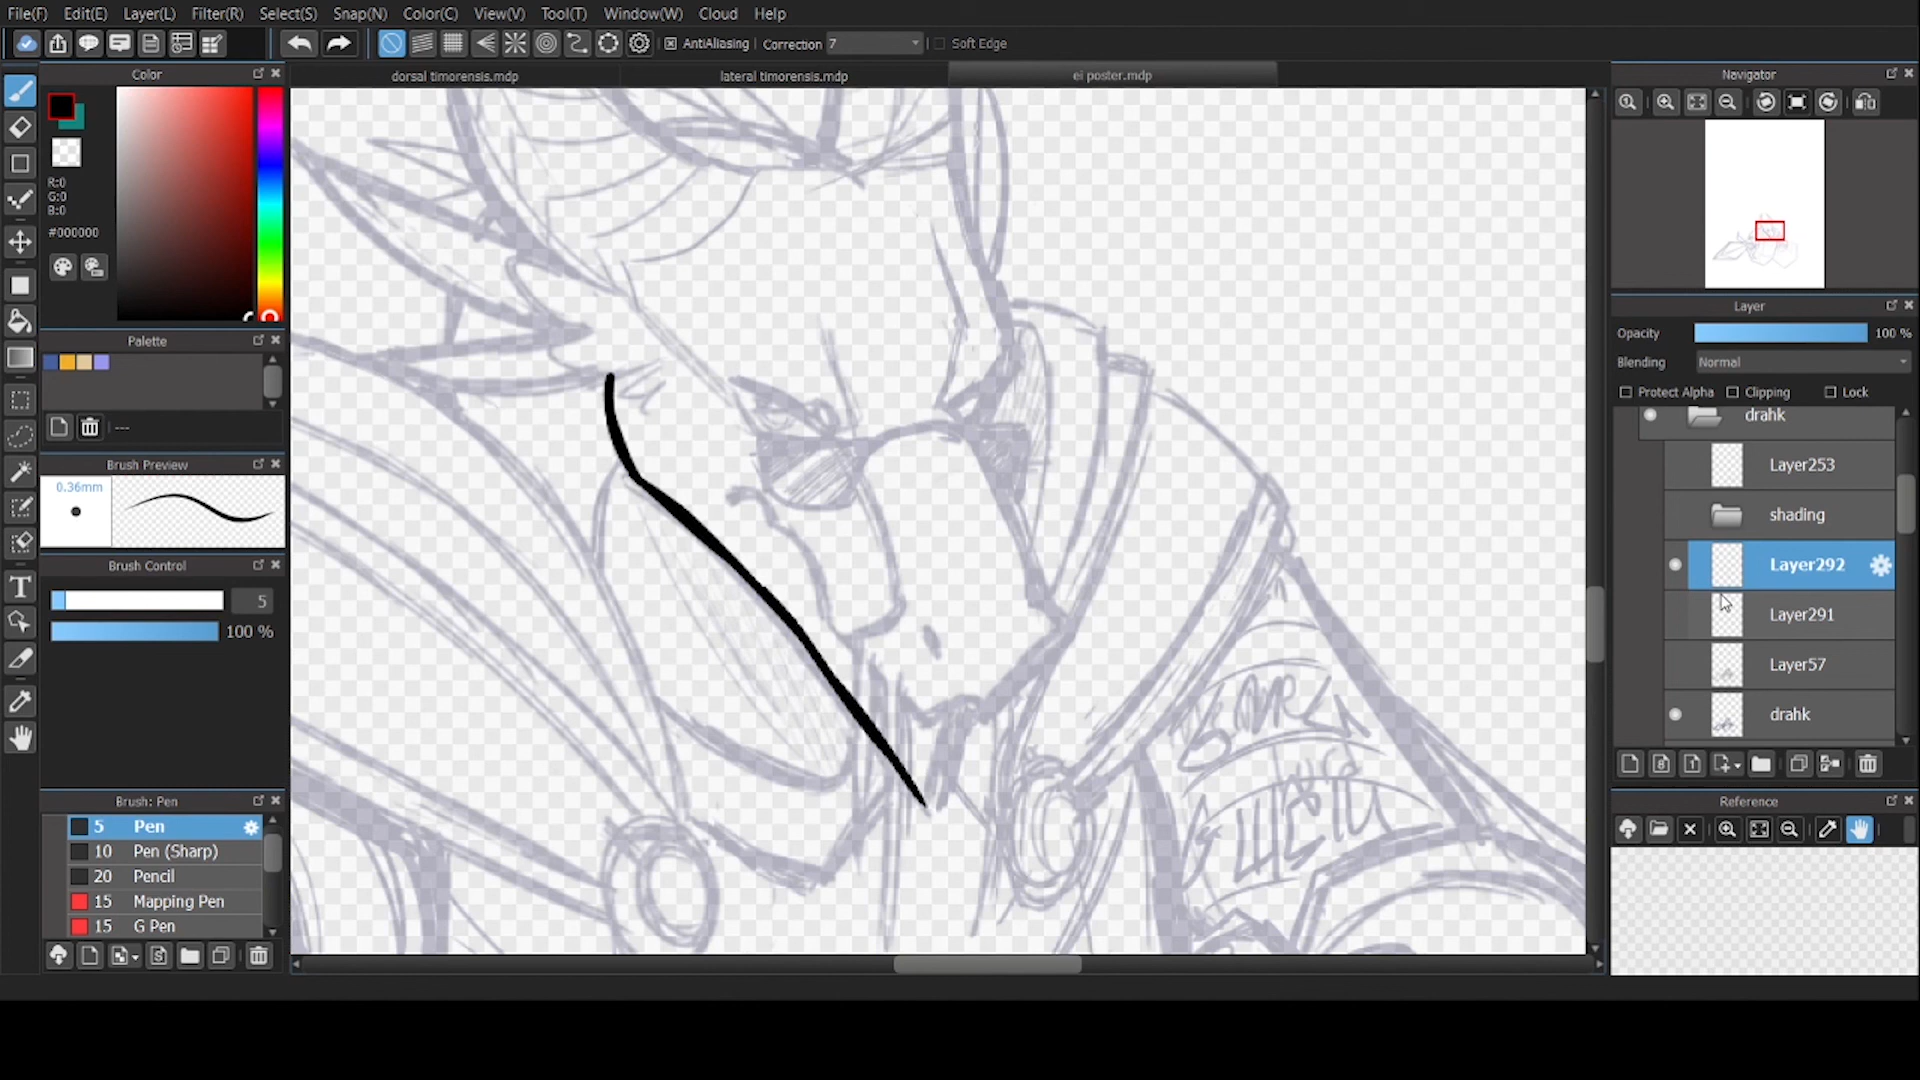 File(F) Edit(E) Layer(L) Filter(R) Select(S) Snap(N) Color(C) View(V) Tool(T) Window(W) Cloud Help
AntiAliasing Correction 7 Soft Edge
Color
dorsal timorensis.mdp lateral timorensis.mdp ei poster.mdp
Navigator
R:0
G:0
B:0
#000000
Palette
---
Brush Preview
0.36mm
Brush Control
5
100 %
Brush: Pen
5 Pen
10 Pen (Sharp)
20 Pencil
15 Mapping Pen
15 G Pen
Layer
Opacity 100 %
Blending Normal
Protect Alpha Clipping Lock
drahk
Layer253
shading
Layer292
Layer291
Layer57
drahk
Reference